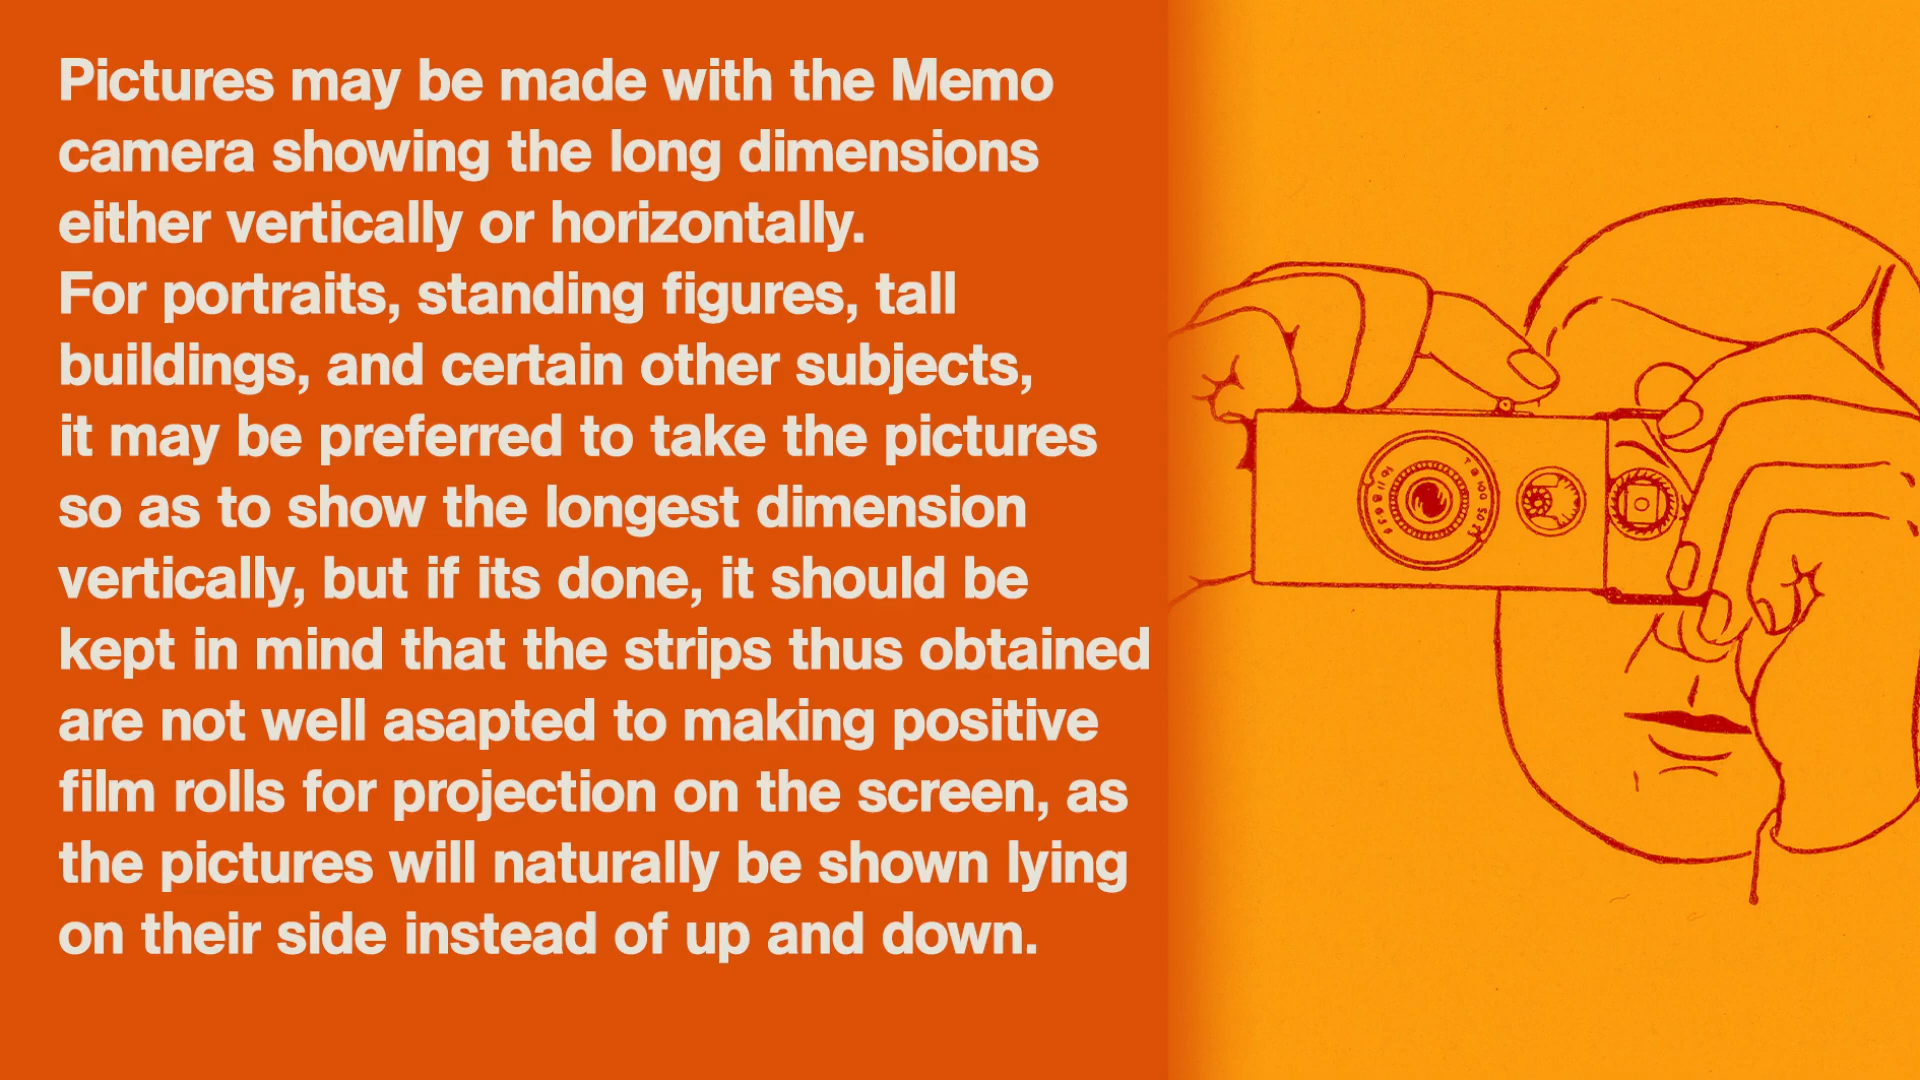 Pictures may be made with the Memo
camera showing the long dimensions
either vertically or horizontally.
For portraits, standing figures, tall
buildings, and certain other subjects,
it may be preferred to take the pictures
so as to show the longest dimension
vertically, but if its done, it should be
kept in mind that the strips thus obtained
are not well asapted to making positive
film rolls for projection on the screen, as
the pictures will naturally be shown lying
on their side instead of up and down.